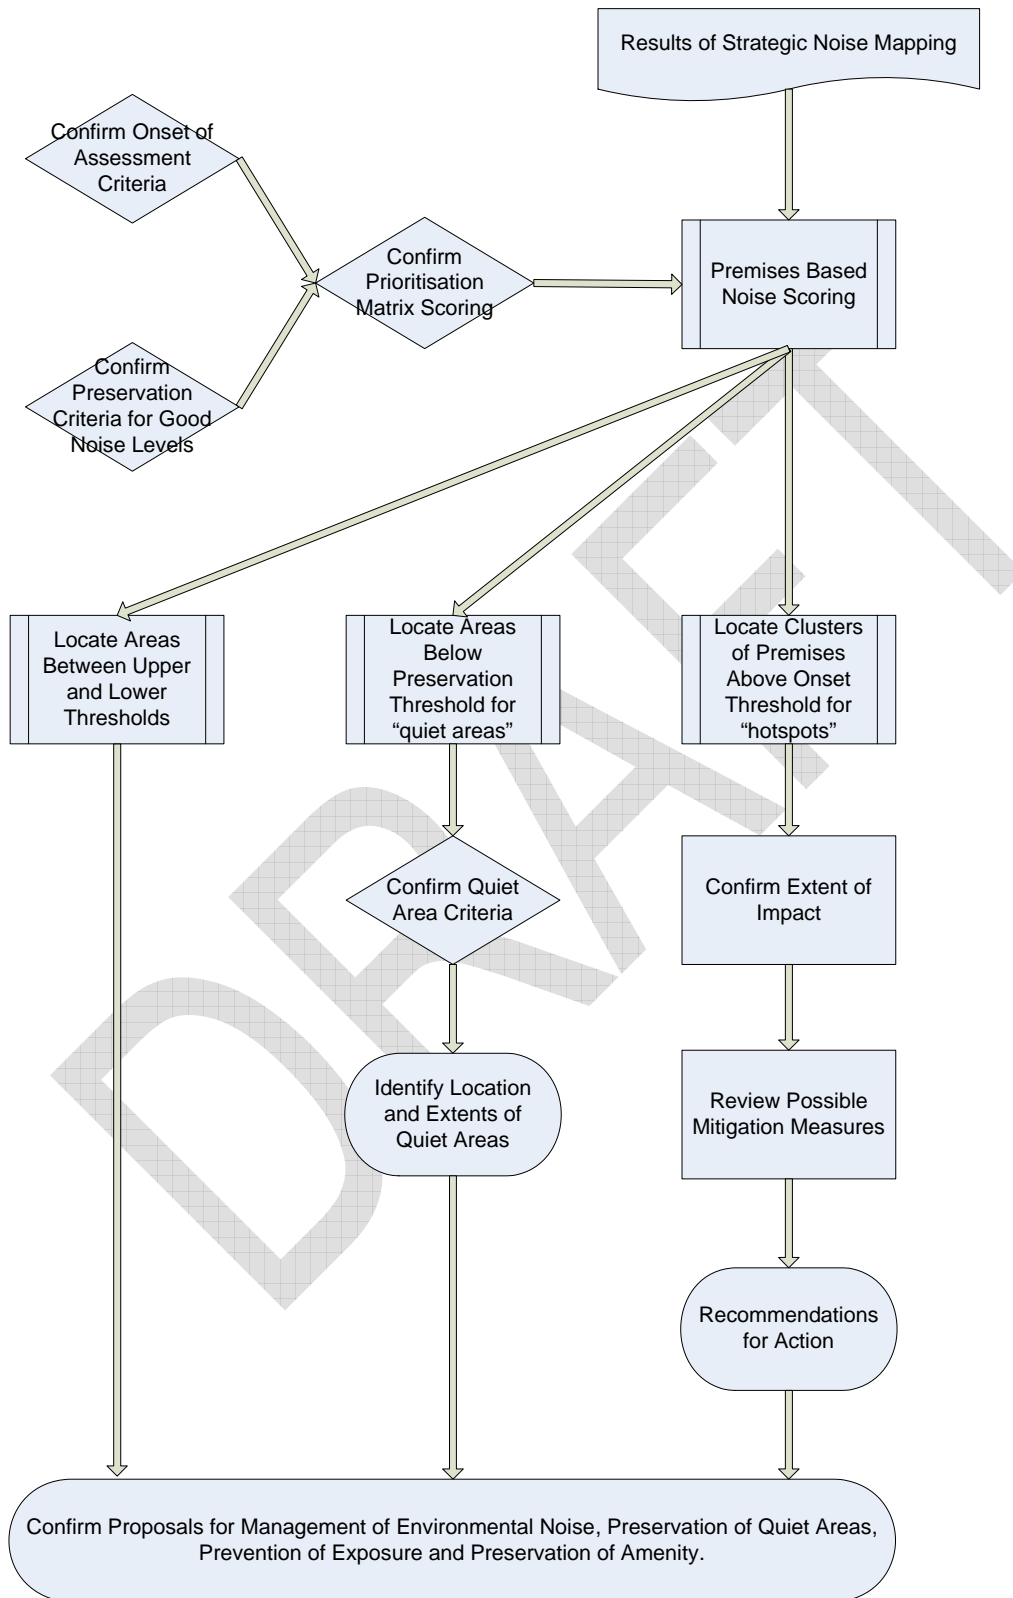 Results of Strategic Noise Mapping
Confirm Onset of
Assessment
Criteria
Confirm
Prioritisation
Matrix Scoring
Premises Based
Noise Scoring
Confirm
Preservation
Criteria for Good
Noise Levels
Locate Areas
Between Upper
and Lower
Thresholds
Locate Areas
Below
Preservation
Threshold for
“quiet areas”
Locate Clusters
of Premises
Above Onset
Threshold for
“hotspots”
Confirm Quiet
Area Criteria
Confirm Extent of
Impact
Identify Location
and Extents of
Quiet Areas
Review Possible
Mitigation Measures
Recommendations
for Action
Confirm Proposals for Management of Environmental Noise, Preservation of Quiet Areas,
Prevention of Exposure and Preservation of Amenity.
DRAFT